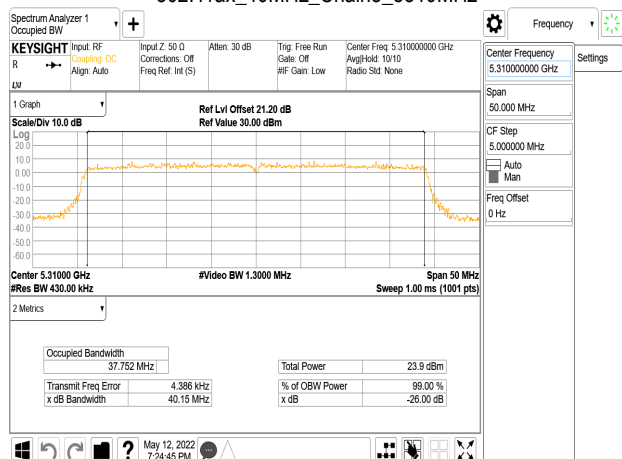 Spectrum Analyzer 1
Occupied BW
Frequency
KEYSIGHT
R
Input: RF
Coupling: DC
Align: Auto
Input Z: 50 Ω
Corrections: Off
Freq Ref: Int (S)
Atten: 30 dB
Trig: Free Run
Gate: Off
#IF Gain: Low
Center Freq: 5.310000000 GHz
Avg|Hold: 10/10
Radio Std: None
Center Frequency
5.310000000 GHz
Settings
Span
50.000 MHz
CF Step
5.000000 MHz
Auto
Man
Freq Offset
0 Hz
1 Graph
Scale/Div 10.0 dB
Ref Lvl Offset 21.20 dB
Ref Value 30.00 dBm
Log
20.0
10.0
0.00
-10.0
-20.0
-30.0
-40.0
-50.0
-60.0
Center 5.31000 GHz
#Res BW 430.00 kHz
#Video BW 1.3000 MHz
Span 50 MHz
Sweep 1.00 ms (1001 pts)
2 Metrics
Occupied Bandwidth
37.752 MHz
Transmit Freq Error 4.386 kHz
x dB Bandwidth 40.15 MHz
Total Power 23.9 dBm
% of OBW Power 99.00 %
x dB -26.00 dB
?
May 12, 2022
7:24:45 PM